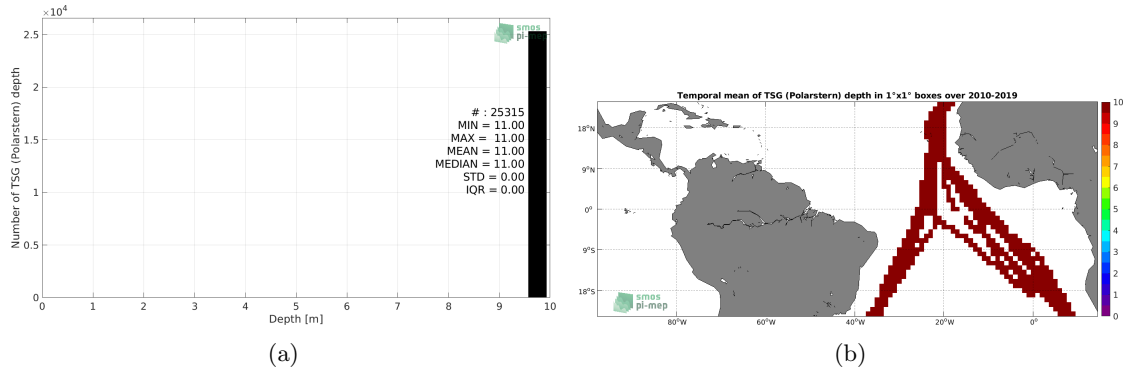 ×10⁴
2.5
2
1.5
1
0.5
0
Number of TSG (Polarstern) depth
smos
pi-mep
# : 25315
MIN = 11.00
MAX = 11.00
MEAN = 11.00
MEDIAN = 11.00
STD = 0.00
IQR = 0.00
0 1 2 3 4 5 6 7 8 9 10
Depth [m]
(a)
Temporal mean of TSG (Polarstern) depth in 1°x1° boxes over 2010-2019
18°N
9°N
0°
9°S
18°S
80°W 60°W 40°W 20°W 0°
smos
pi-mep
10
9
8
7
6
5
4
3
2
1
0
(b)